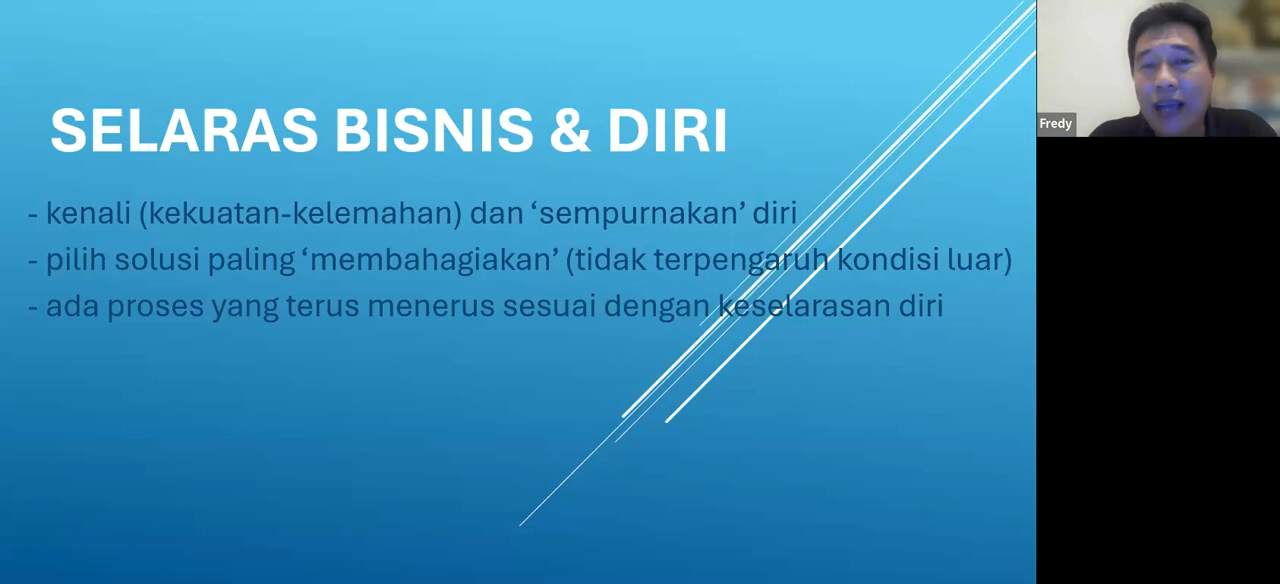 SELARAS BISNIS & DIRI
- kenali (kekuatan-kelemahan) dan ‘sempurnakan’ diri
- pilih solusi paling ‘membahagiakan’ (tidak terpengaruh kondisi luar)
- ada proses yang terus menerus sesuai dengan keselarasan diri
Fredy